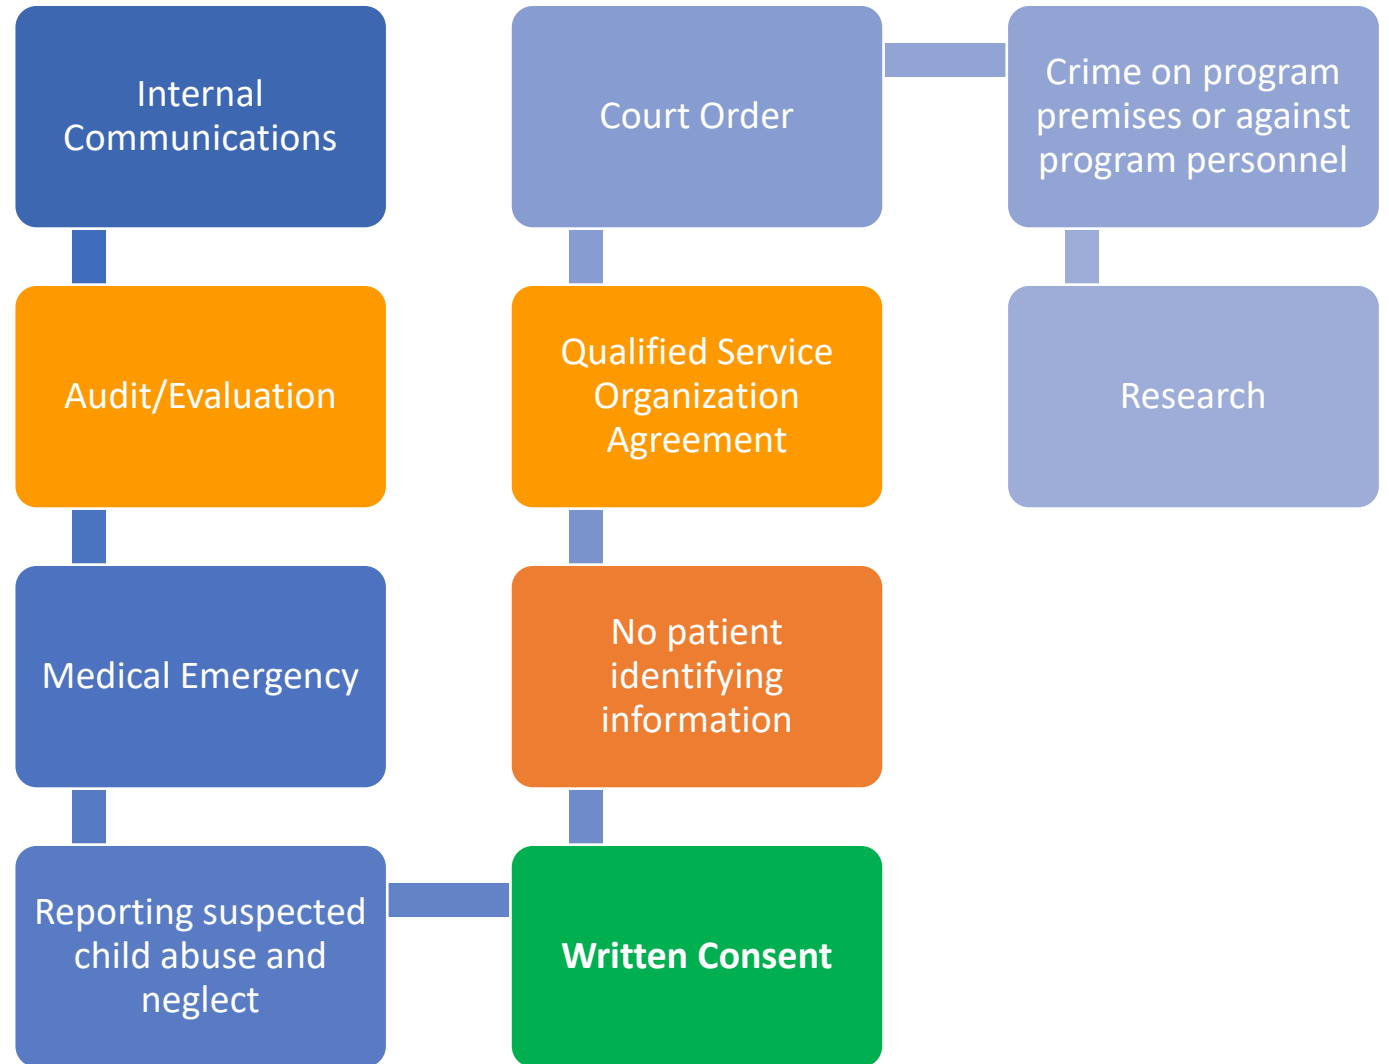 Internal
Communications
Audit/Evaluation
Medical Emergency
Reporting suspected
child abuse and
neglect
Written Consent
No patient
identifying
information
Qualified Service
Organization
Agreement
Court Order
Crime on program
premises or against
program personnel
Research